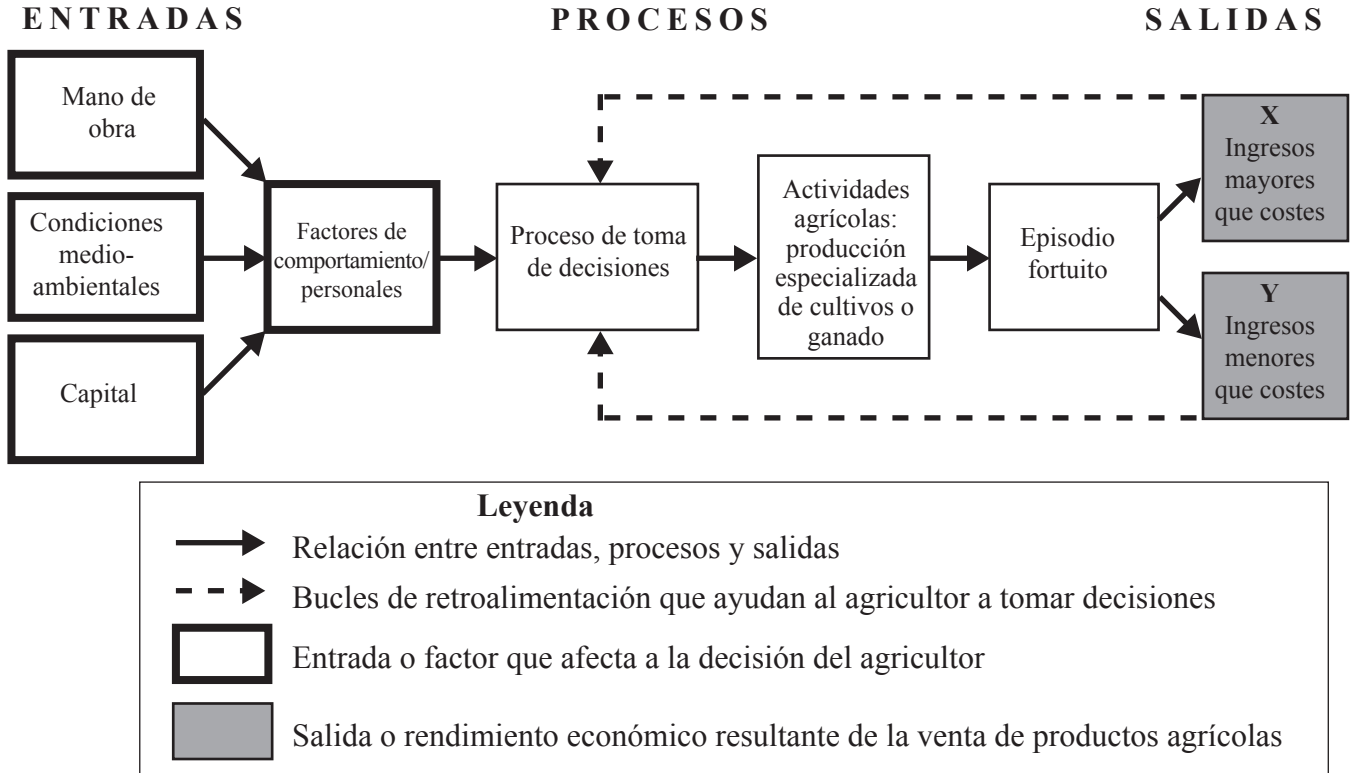 ENTRADAS
PROCESOS
SALIDAS
Mano de
obra
Condiciones
medio-
ambientales
Capital
Factores de
comportamiento/
personales
Proceso de toma
de decisiones
Actividades
agrícolas:
producción
especializada
de cultivos o
ganado
Episodio
fortuito
X
Ingresos
mayores
que costes
Y
Ingresos
menores
que costes
Leyenda
Relación entre entradas, procesos y salidas
Bucles de retroalimentación que ayudan al agricultor a tomar decisiones
Entrada o factor que afecta a la decisión del agricultor
Salida o rendimiento económico resultante de la venta de productos agrícolas